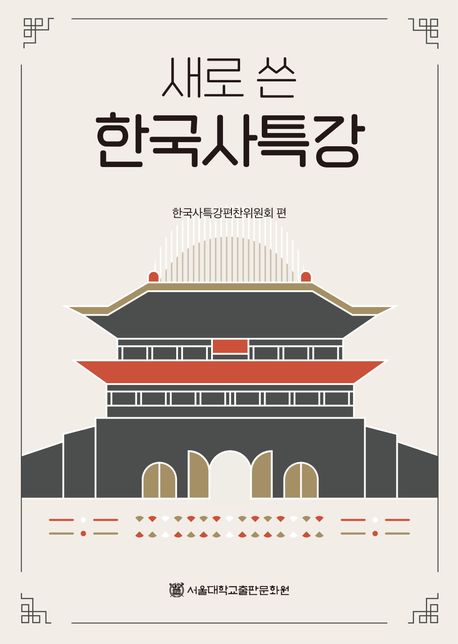 새로 쓴
한국사특강
한국사특강편찬위원회 편
서울대학교출판문화원